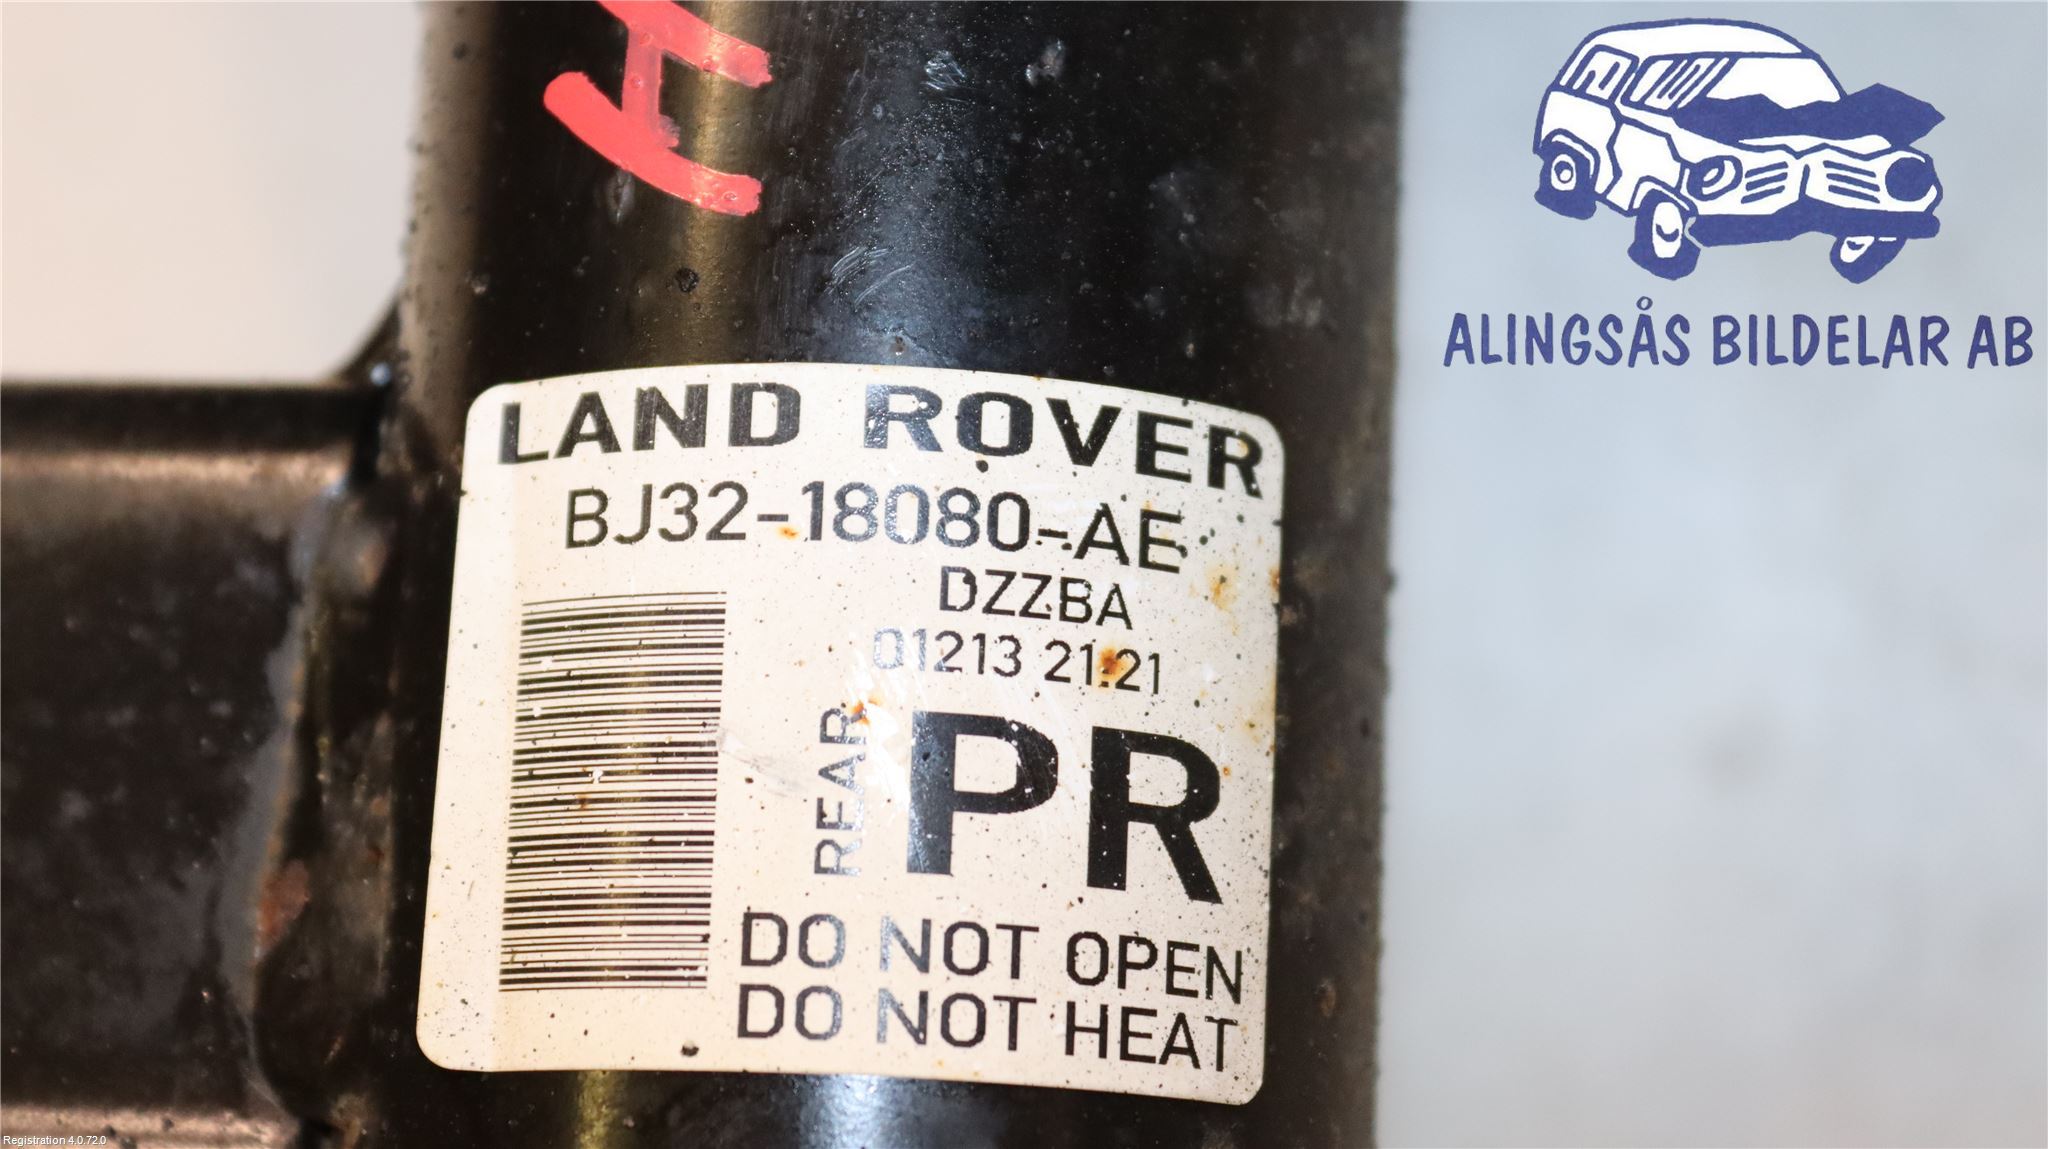 H
ALINGSÅS BILDELAR AB
LAND ROVER
BJ32-18080-AE
DZZBA
01213 21:21
REAR
PR
DO NOT OPEN
DO NOT HEAT
Registration 4.0.72.0